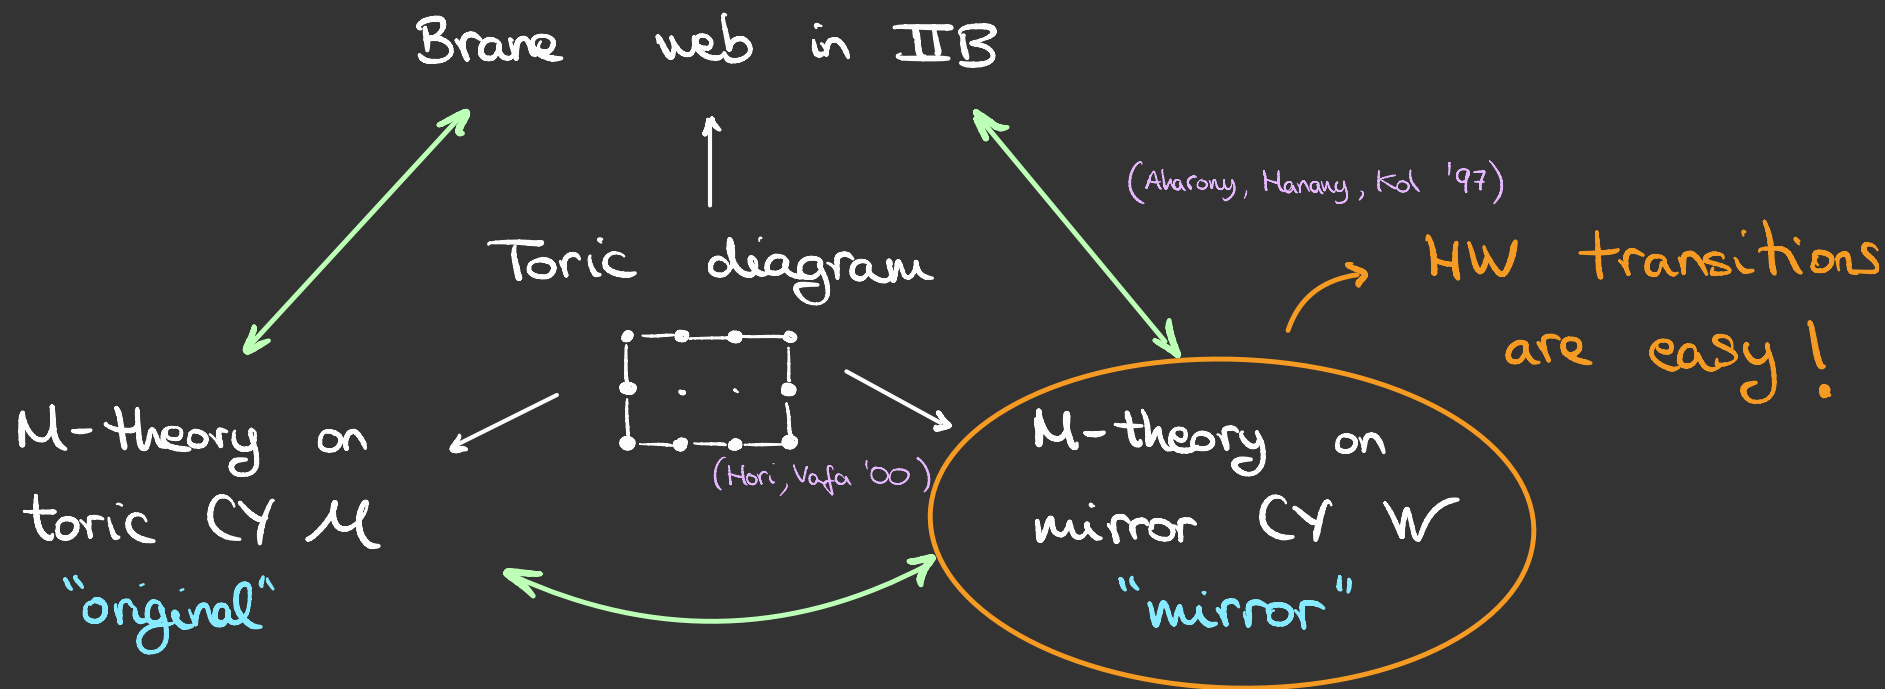 Brane web in IIB
(Aharony, Hanany, Kol '97)
HW transitions
are easy!
Toric diagram
(Hori, Vafa '00)
M-theory on
toric CY M
"original"
M-theory on
mirror CY W
"mirror"